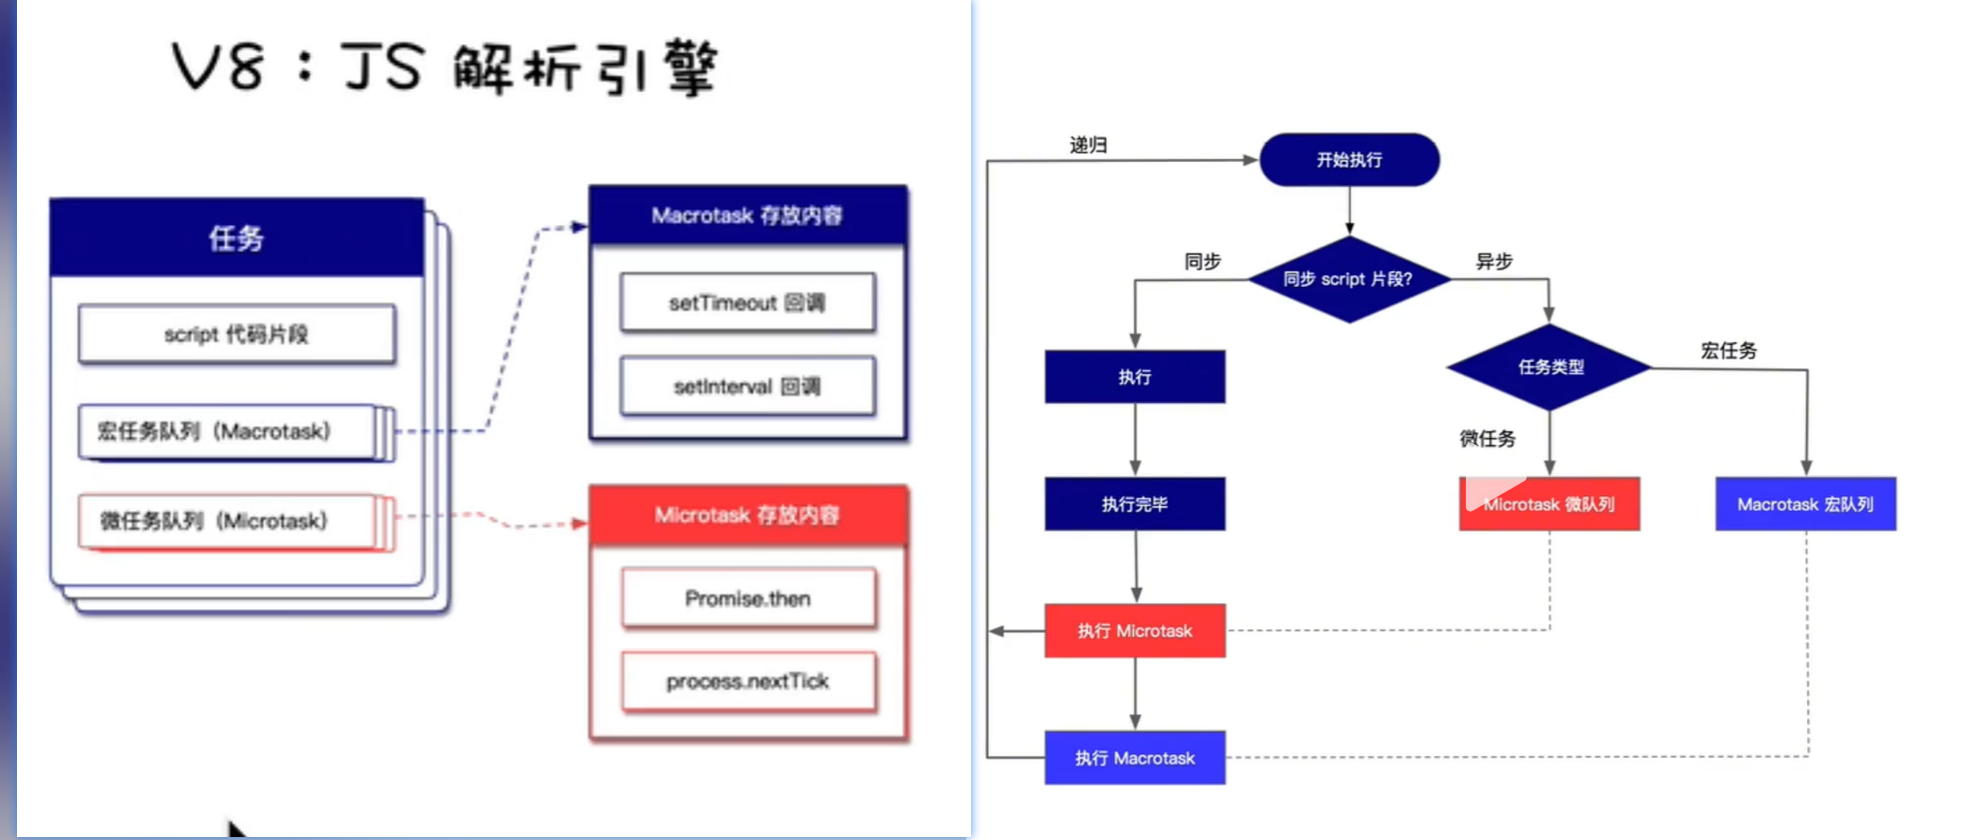 V8：JS 解析引擎
任务
script 代码片段
宏任务队列（Macrotask）
微任务队列（Microtask）
Macrotask 存放内容
setTimeout 回调
setInterval 回调
Microtask 存放内容
Promise.then
process.nextTick
递归
开始执行
同步
同步 script 片段?
异步
执行
任务类型
宏任务
微任务
执行完毕
Microtask 微队列
Macrotask 宏队列
执行 Microtask
执行 Macrotask